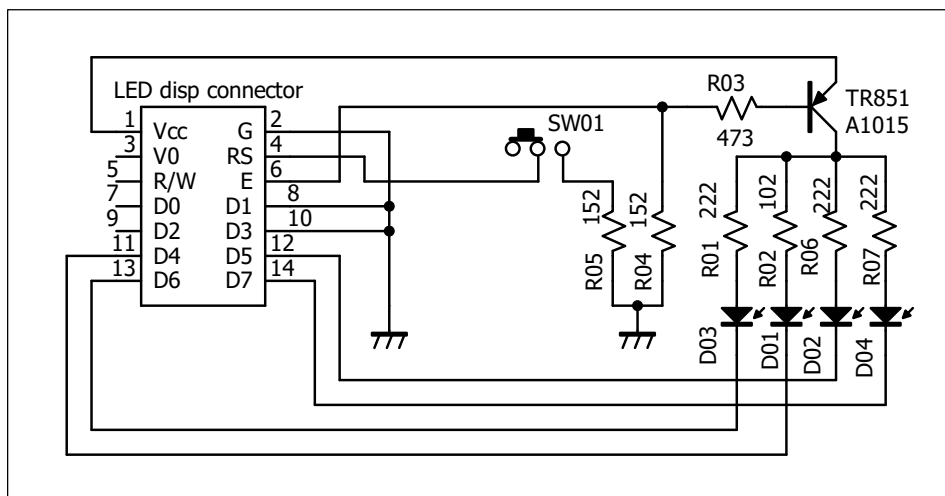 LED disp connector
1 Vcc G 2
3 V0 RS 4
5 R/W E 6
7 D0 D1 8
9 D2 D3 10
11 D4 D5 12
13 D6 D7 14
SW01
R03
473
TR851
A1015
152
R05
152
R04
222
R01
102
R02
222
R06
222
R07
D03
D01
D02
D04